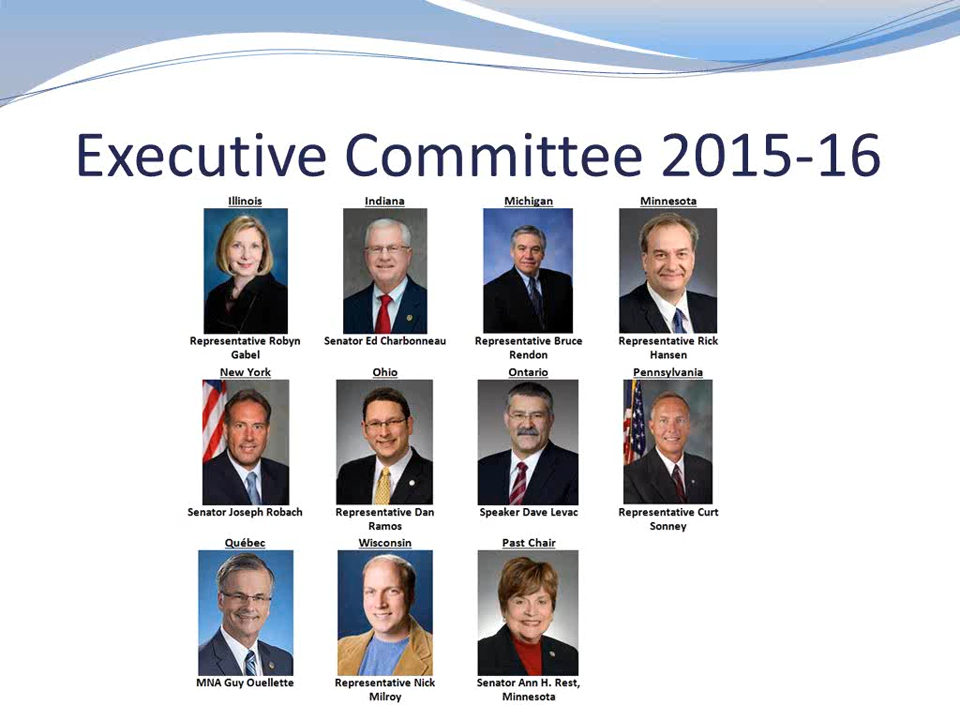 Executive Committee 2015-16
Illinois
Indiana
Michigan
Minnesota
Representative Robyn
Gabel
Senator Ed Charbonneau
Representative Bruce
Rendon
Representative Rick
Hansen
New York
Ohio
Ontario
Pennsylvania
Senator Joseph Robach
Representative Dan
Ramos
Speaker Dave Levac
Representative Curt
Sonney
Québec
Wisconsin
Past Chair
MNA Guy Ouellette
Representative Nick
Milroy
Senator Ann H. Rest,
Minnesota